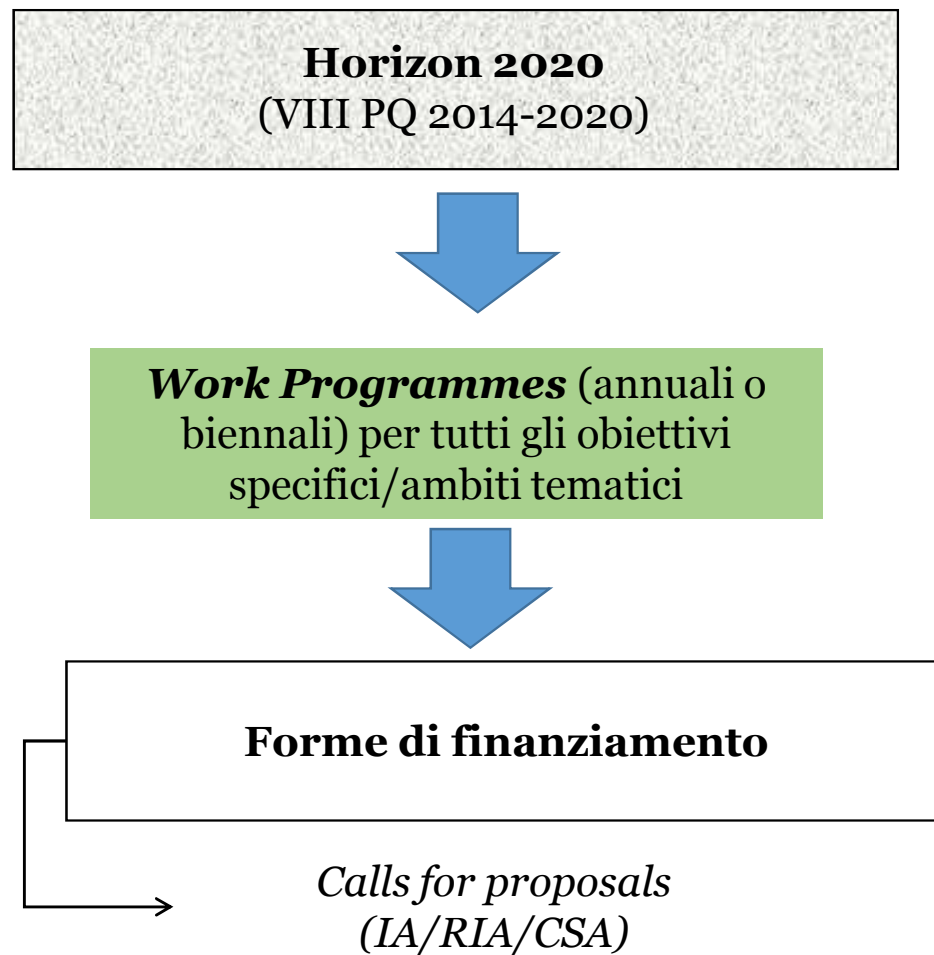 Horizon 2020
(VIII PQ 2014-2020)
Work Programmes (annuali o
biennali) per tutti gli obiettivi
specifici/ambiti tematici
Forme di finanziamento
Calls for proposals
(IA/RIA/CSA)